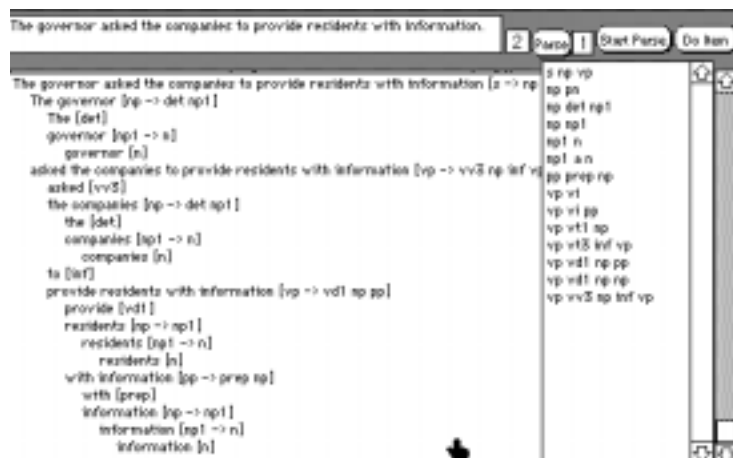 The governor asked the companies to provide residents with information.
2 Parse 1 Start Parse Do Item
The governor asked the companies to provide residents with information [s -> np
The governor [np -> det np1]
The [det]
governor [np1 -> n]
governor [n]
asked the companies to provide residents with information [vp -> vv3 np inf vp
asked [vv3]
the companies [np -> det np1]
the [det]
companies [np1 -> n]
companies [n]
to [inf]
provide residents with information [vp -> vd1 np pp]
provide [vd1]
residents [np -> np1]
residents [np1 -> n]
residents [n]
with information [pp -> prep np]
with [prep]
information [np -> np1]
information [np1 -> n]
information [n]
s np vp
np pn
np det np1
np np1
np1 n
np1 a n
pp prep np
vp vi
vp vi pp
vp vt1 np
vp vt3 inf vp
vp vd1 np pp
vp vd1 np np
vp vv3 np inf vp